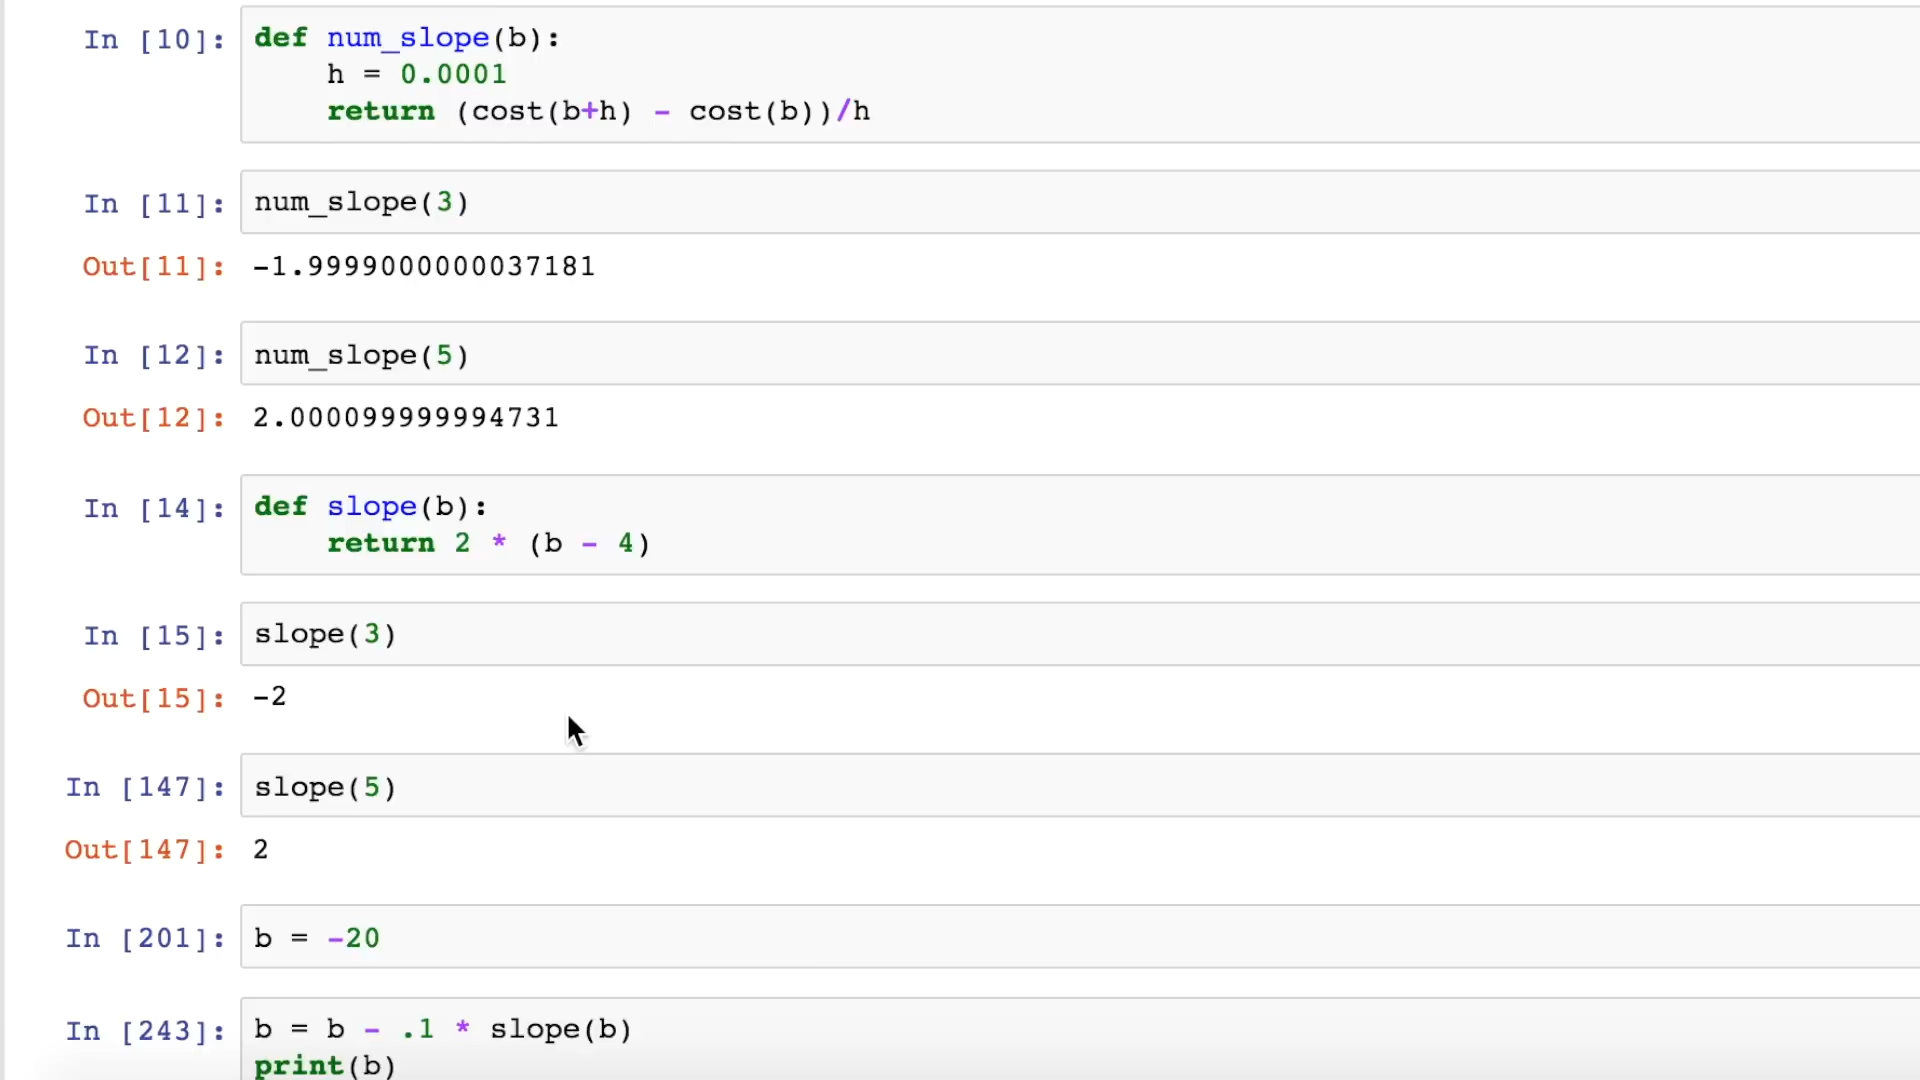 In [10]: def num_slope(b):
h = 0.0001
return (cost(b+h) - cost(b))/h
In [11]: num_slope(3)
Out[11]: -1.9999000000037181
In [12]: num_slope(5)
Out[12]: 2.000099999994731
In [14]: def slope(b):
return 2 * (b - 4)
In [15]: slope(3)
Out[15]: -2
In [147]: slope(5)
Out[147]: 2
In [201]: b = -20
In [243]: b = b - .1 * slope(b)
print(b)